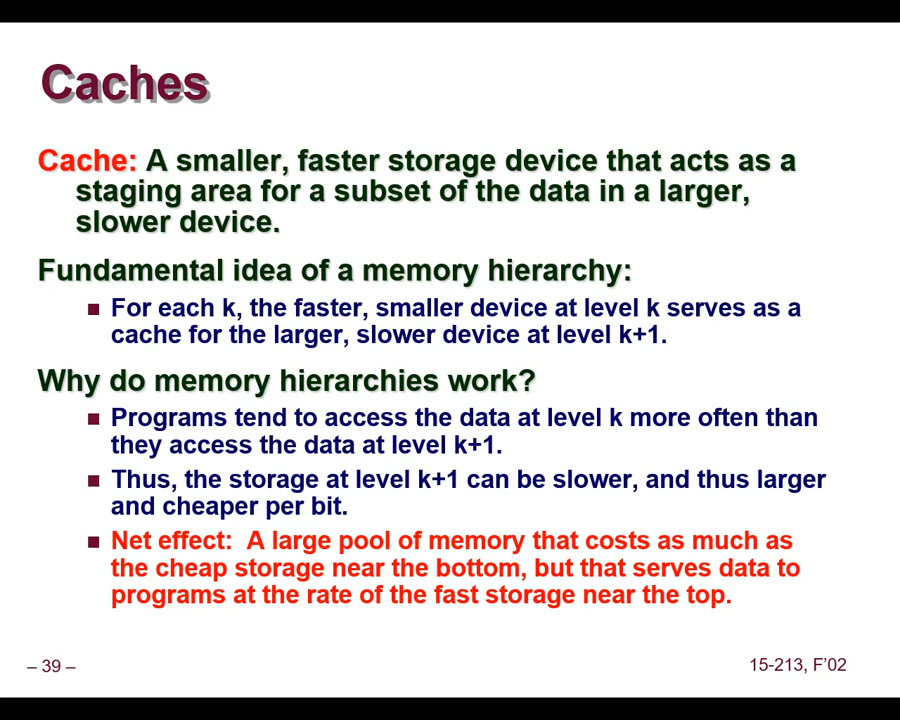 Caches
Cache: A smaller, faster storage device that acts as a
staging area for a subset of the data in a larger,
slower device.
Fundamental idea of a memory hierarchy:
For each k, the faster, smaller device at level k serves as a
cache for the larger, slower device at level k+1.
Why do memory hierarchies work?
Programs tend to access the data at level k more often than
they access the data at level k+1.
Thus, the storage at level k+1 can be slower, and thus larger
and cheaper per bit.
Net effect: A large pool of memory that costs as much as
the cheap storage near the bottom, but that serves data to
programs at the rate of the fast storage near the top.
– 39 –
15-213, F’02